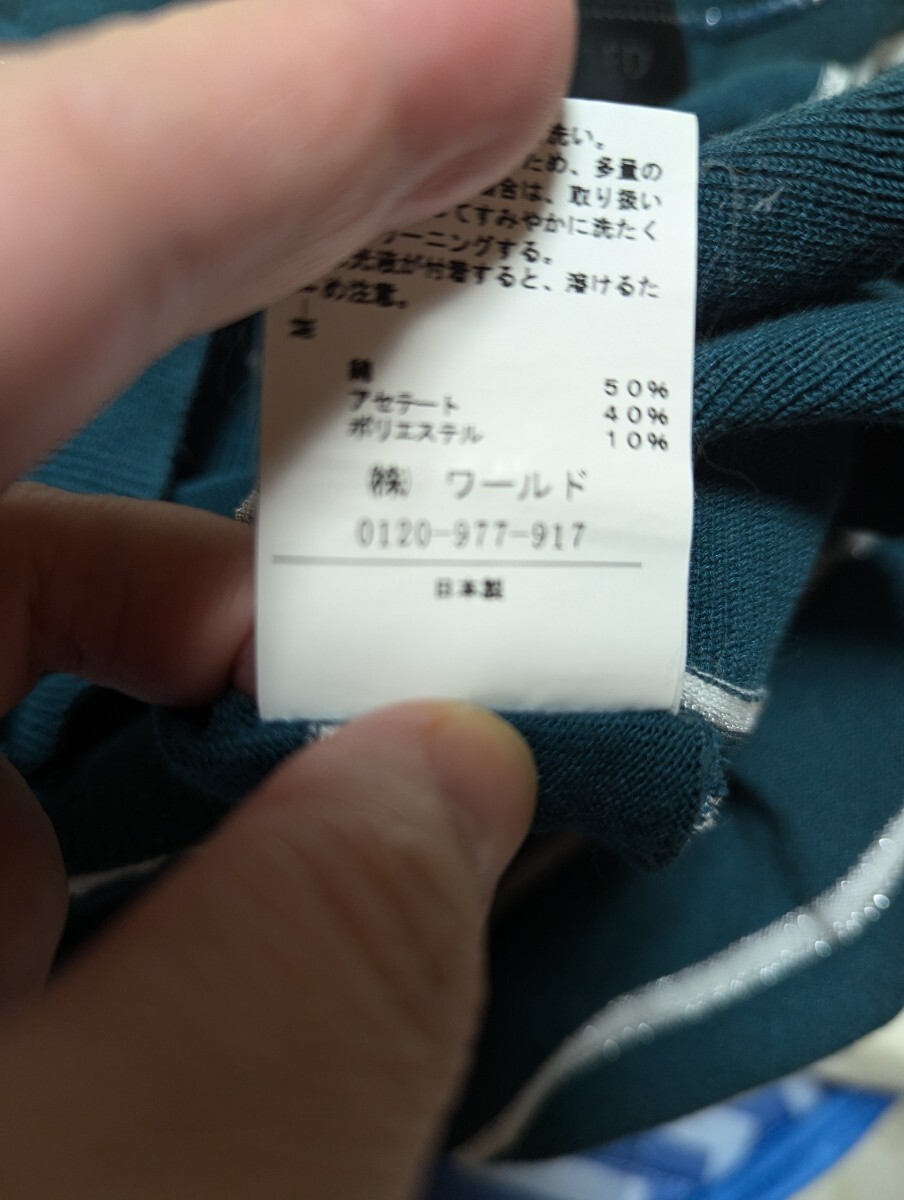 洗い。
ため、多量の
合は、取り扱い
てすみやかに洗たく
ーニングする。
洗液が付着すると、溶けるた
め注意。
綿 50%
アセテート 40%
ポリエステル 10%
㈱ ワールド
0120-977-917
日本製